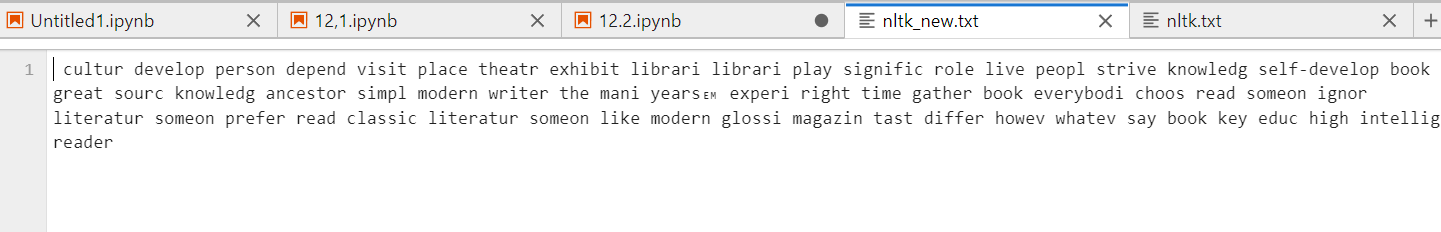 Untitled1.ipynb 12,1.ipynb 12.2.ipynb nltk_new.txt nltk.txt
1 cultur develop person depend visit place theatr exhibit librari librari play signific role live peopl strive knowledg self-develop book
great sourc knowledg ancestor simpl modern writer the mani years␙ experi right time gather book everybodi choos read someon ignor
literatur someon prefer read classic literatur someon like modern glossi magazin tast differ howev whatev say book key educ high intellig
reader